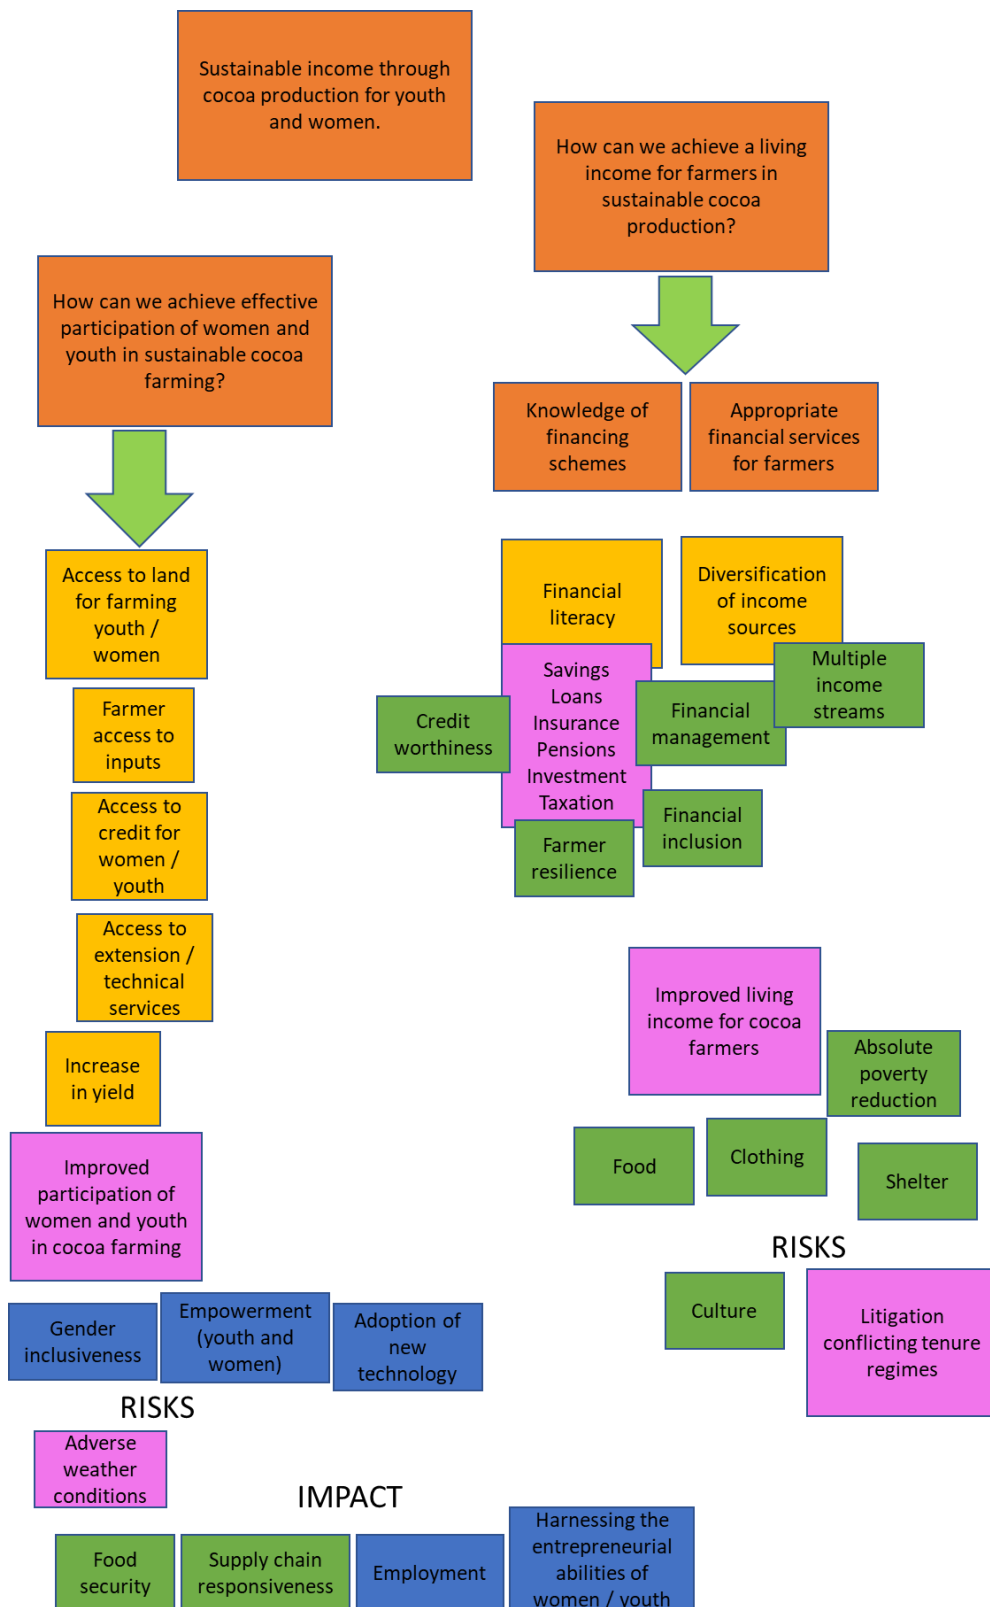 Sustainable income through
cocoa production for youth
and women.
How can we achieve a living
income for farmers in
sustainable cocoa
production?
How can we achieve effective
participation of women and
youth in sustainable cocoa
farming?
Knowledge of
financing
schemes
Appropriate
financial services
for farmers
Access to land
for farming
youth /
women
Farmer
access to
inputs
Access to
credit for
women /
youth
Access to
extension /
technical
services
Increase
in yield
Improved
participation of
women and youth
in cocoa farming
Gender
inclusiveness
Empowerment
(youth and
women)
Adoption of
new
technology
RISKS
Adverse
weather
conditions
Financial
literacy
Diversification
of income
sources
Multiple
income
streams
Savings
Loans
Insurance
Pensions
Investment
Taxation
Credit
worthiness
Financial
management
Financial
inclusion
Farmer
resilience
Improved living
income for cocoa
farmers
Absolute
poverty
reduction
Food
Clothing
Shelter
RISKS
Culture
Litigation
conflicting tenure
regimes
IMPACT
Food
security
Supply chain
responsiveness
Employment
Harnessing the
entrepreneurial
abilities of
women / youth